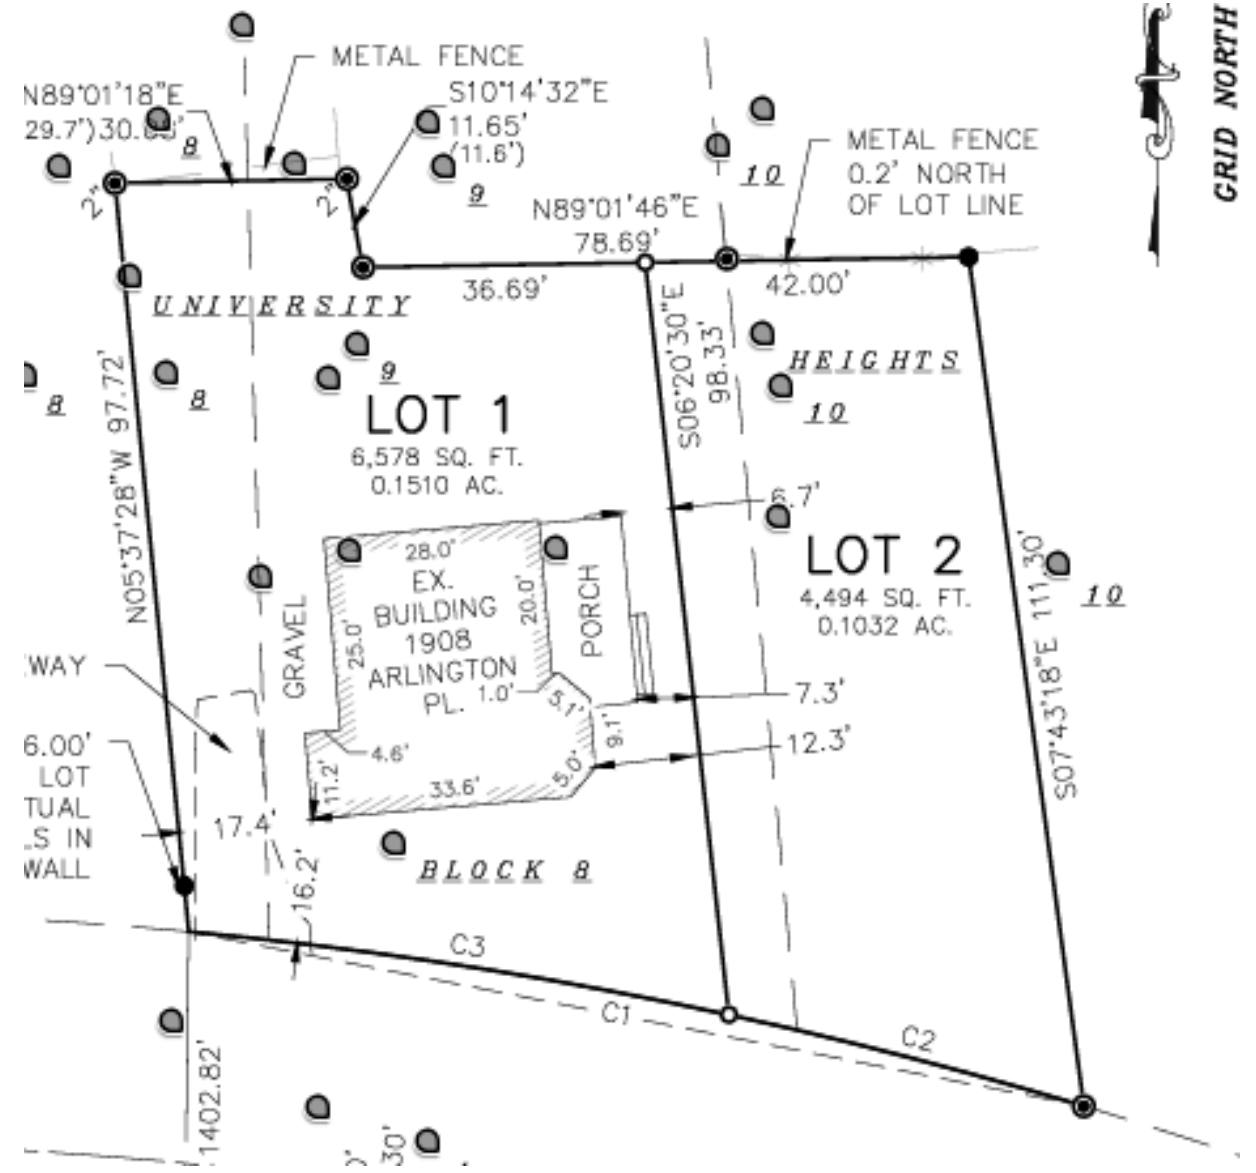 GRID NORTH
METAL FENCE
N89°01'18"E
29.7')
8
S10°14'32"E
11.65'
(11.6')
9
2"
2"
10
METAL FENCE
0.2' NORTH
OF LOT LINE
N89°01'46"E
78.69'
36.69'
42.00'
UNIVERSITY
HEIGHTS
8
8
9
10
N05°37'28"W 97.72'
LOT 1
6,578 SQ. FT.
0.1510 AC.
S06°20'30"E
98.33'
LOT 2
4,494 SQ. FT.
0.1032 AC.
S07°43'18"E 111.30'
10
28.0'
EX.
BUILDING
1908
ARLINGTON
PL.
25.0'
20.0'
GRAVEL
PORCH
1.0'
5.1'
9.1'
5.0'
7.3'
12.3'
4.6'
11.2'
33.6'
WAY
6.00'
LOT
TUAL
LS IN
WALL
17.4'
16.2'
BLOCK 8
C3
C1
C2
1402.82'
30'